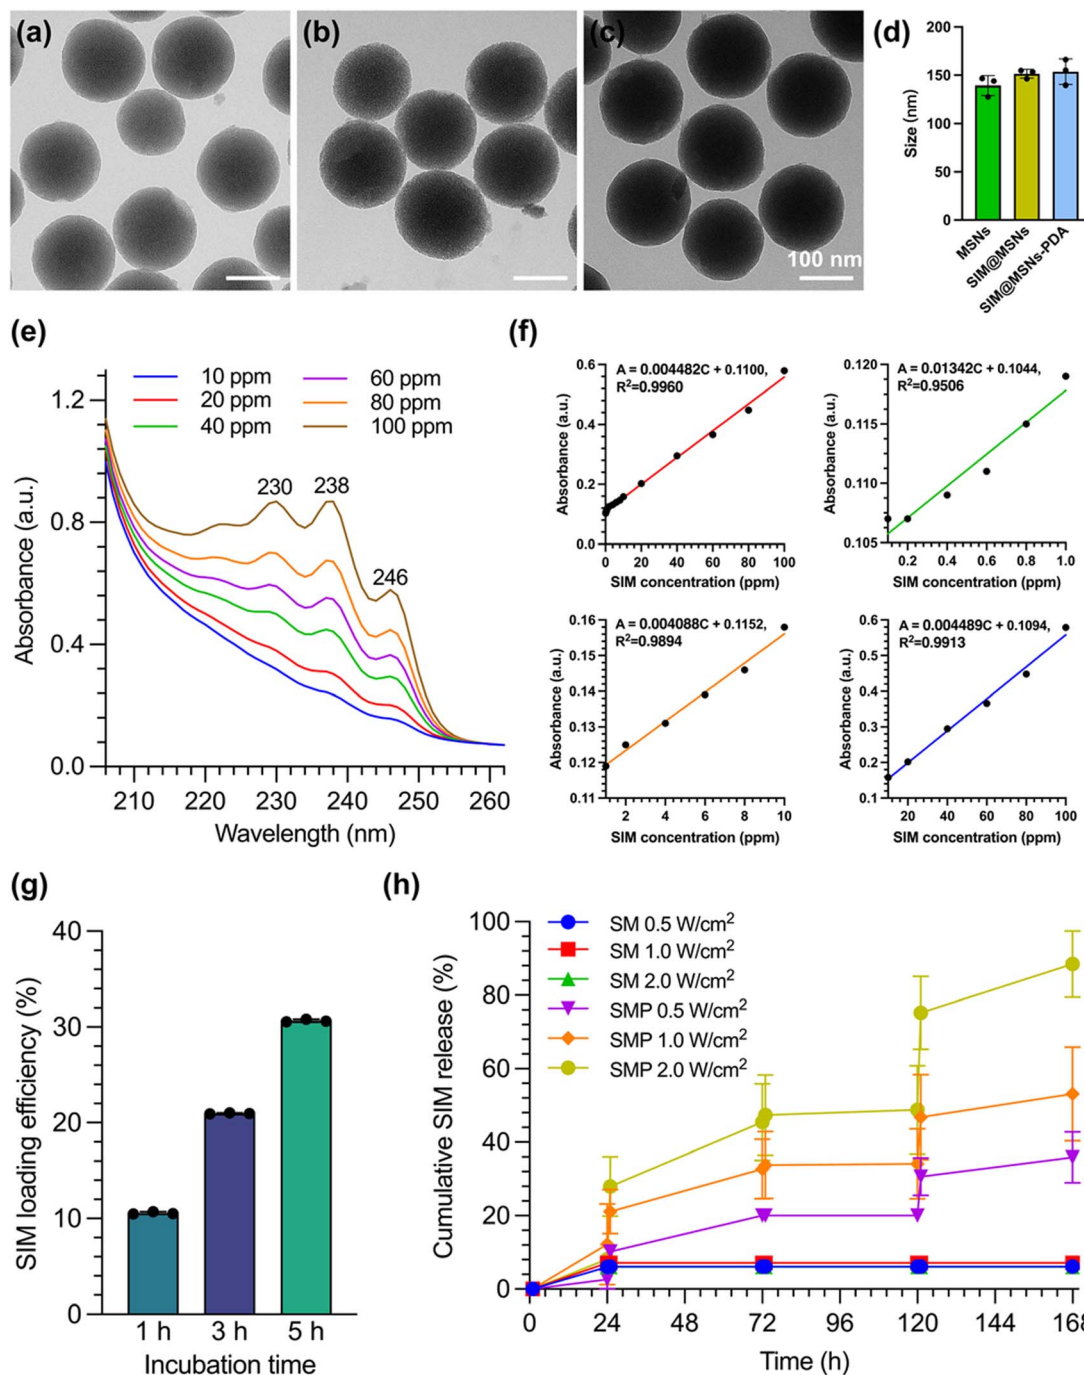 (a)
(b)
(c)
100 nm
(d)
Size (nm)
200
150
100
50
0
MSNs
SIM@MSNs
SIM@MSNs-PDA
(e)
Absorbance (a.u.)
1.2
0.8
0.4
0.0
10 ppm
20 ppm
40 ppm
60 ppm
80 ppm
100 ppm
230
238
246
210 220 230 240 250 260
Wavelength (nm)
(f)
A = 0.004482C + 0.1100,
R²=0.9960
Absorbance (a.u.)
0.6
0.4
0.2
0.0
0 20 40 60 80 100
SIM concentration (ppm)
A = 0.01342C + 0.1044,
R²=0.9506
Absorbance (a.u.)
0.120
0.115
0.110
0.105
0.2 0.4 0.6 0.8 1.0
SIM concentration (ppm)
A = 0.004088C + 0.1152,
R²=0.9894
Absorbance (a.u.)
0.16
0.15
0.14
0.13
0.12
0.11
2 4 6 8 10
SIM concentration (ppm)
A = 0.004489C + 0.1094,
R²=0.9913
Absorbance (a.u.)
0.6
0.5
0.4
0.3
0.2
0.1
20 40 60 80 100
SIM concentration (ppm)
(g)
SIM loading efficiency (%)
40
30
20
10
0
1 h 3 h 5 h
Incubation time
(h)
Cumulative SIM release (%)
100
80
60
40
20
0
SM 0.5 W/cm²
SM 1.0 W/cm²
SM 2.0 W/cm²
SMP 0.5 W/cm²
SMP 1.0 W/cm²
SMP 2.0 W/cm²
0 24 48 72 96 120 144 168
Time (h)